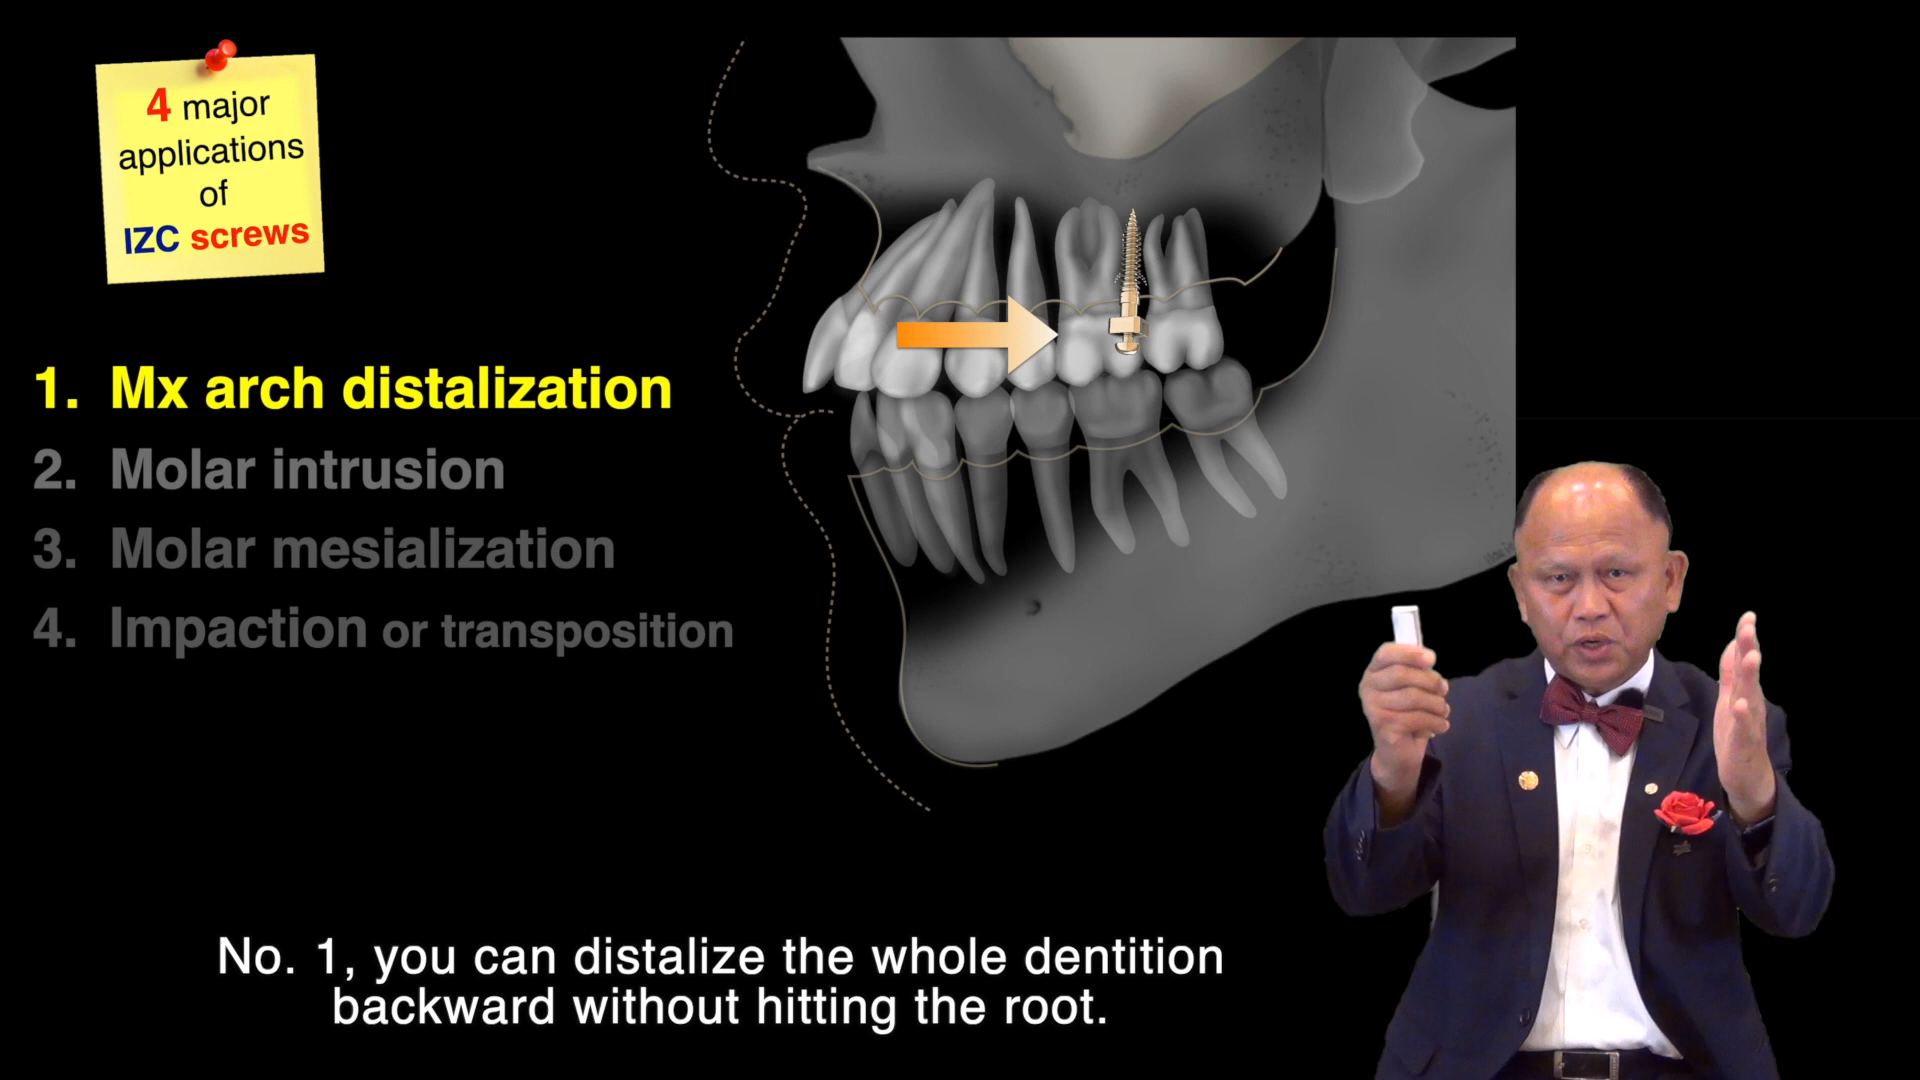 4 major
applications
of
IZC screws
1. Mx arch distalization
2. Molar intrusion
3. Molar mesialization
4. Impaction or transposition
No. 1, you can distalize the whole dentition
backward without hitting the root.